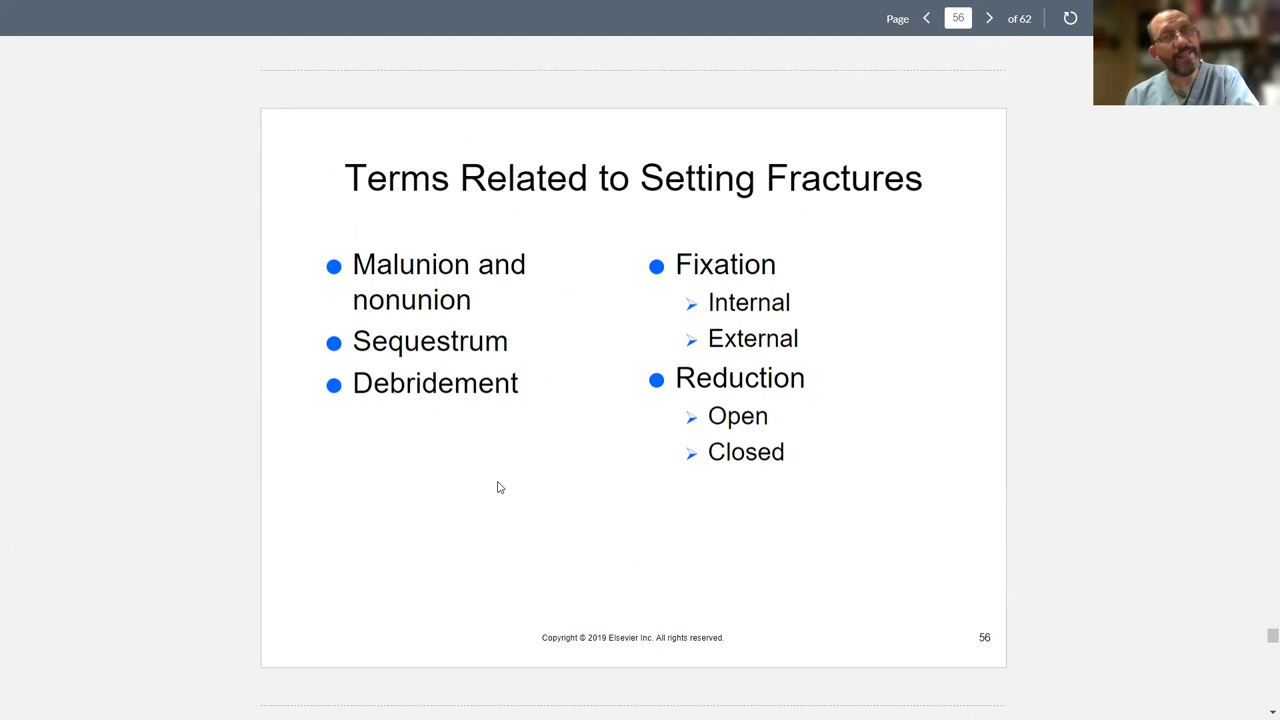 Page 56 of 62
Terms Related to Setting Fractures
Malunion and
nonunion
Sequestrum
Debridement
Fixation
Internal
External
Reduction
Open
Closed
Copyright © 2019 Elsevier Inc. All rights reserved.
56